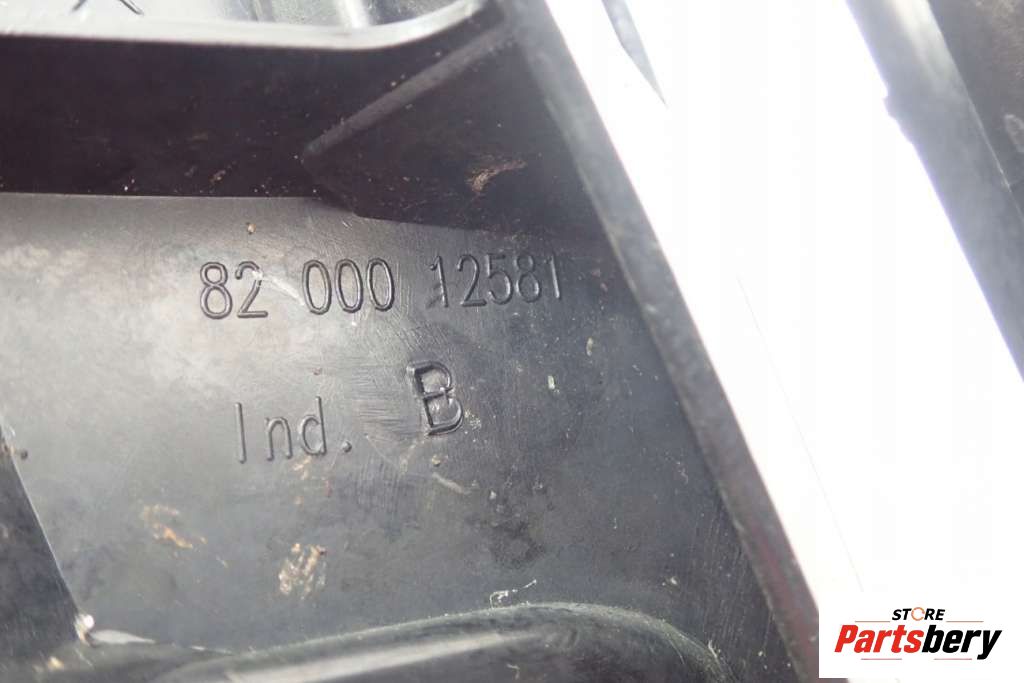 82 000 12581
Ind. B
STORE
Partsbery